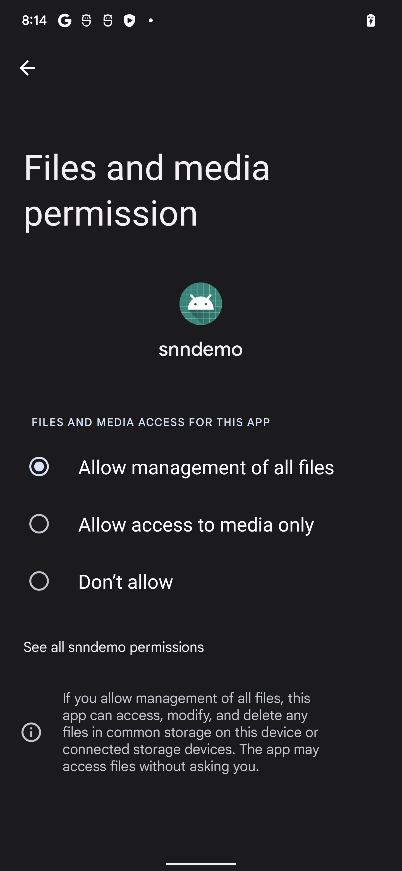 8:14
Files and media
permission
snndemo
FILES AND MEDIA ACCESS FOR THIS APP
Allow management of all files
Allow access to media only
Don't allow
See all snndemo permissions
If you allow management of all files, this
app can access, modify, and delete any
files in common storage on this device or
connected storage devices. The app may
access files without asking you.